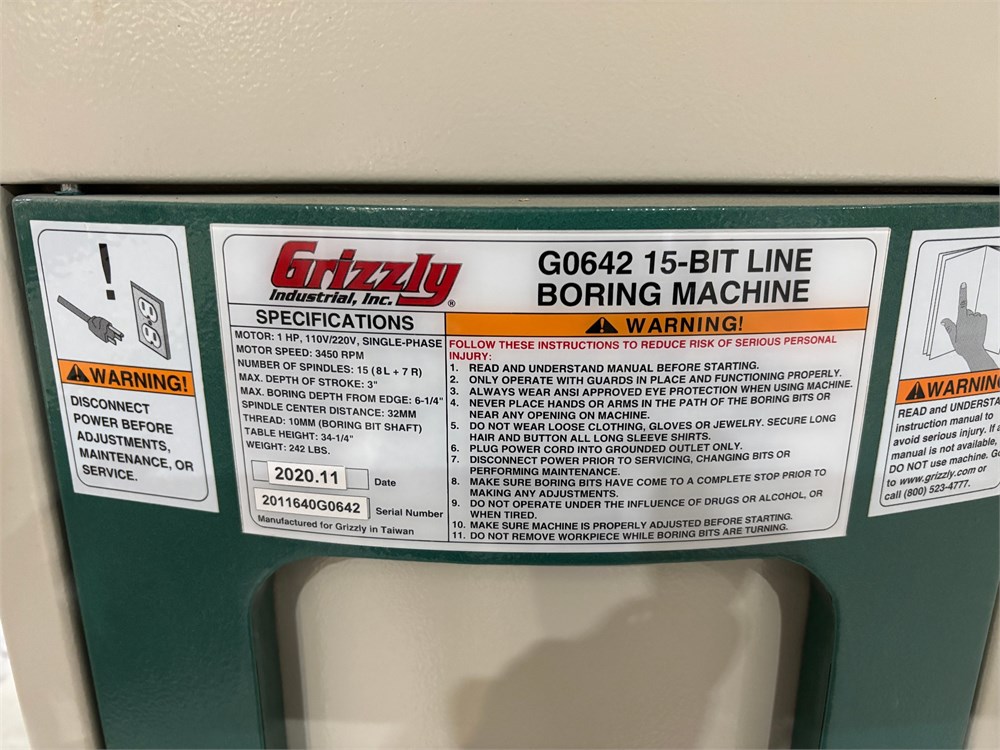 !
WARNING!
DISCONNECT
POWER BEFORE
ADJUSTMENTS,
MAINTENANCE, OR
SERVICE.
Grizzly ®
Industrial, Inc.
G0642 15-BIT LINE
BORING MACHINE
SPECIFICATIONS
MOTOR: 1 HP, 110V/220V, SINGLE-PHASE
MOTOR SPEED: 3450 RPM
NUMBER OF SPINDLES: 15 (8 L + 7 R)
MAX. DEPTH OF STROKE: 3"
MAX. BORING DEPTH FROM EDGE: 6-1/4"
SPINDLE CENTER DISTANCE: 32MM
THREAD: 10MM (BORING BIT SHAFT)
TABLE HEIGHT: 34-1/4"
WEIGHT: 242 LBS.
2020.11 Date
2011640G0642 Serial Number
Manufactured for Grizzly in Taiwan
WARNING!
FOLLOW THESE INSTRUCTIONS TO REDUCE RISK OF SERIOUS PERSONAL
INJURY:
1. READ AND UNDERSTAND MANUAL BEFORE STARTING.
2. ONLY OPERATE WITH GUARDS IN PLACE AND FUNCTIONING PROPERLY.
3. ALWAYS WEAR ANSI APPROVED EYE PROTECTION WHEN USING MACHINE.
4. NEVER PLACE HANDS OR ARMS IN THE PATH OF THE BORING BITS OR
NEAR ANY OPENING ON MACHINE.
5. DO NOT WEAR LOOSE CLOTHING, GLOVES OR JEWELRY. SECURE LONG
HAIR AND BUTTON ALL LONG SLEEVE SHIRTS.
6. PLUG POWER CORD INTO GROUNDED OUTLET ONLY.
7. DISCONNECT POWER PRIOR TO SERVICING, CHANGING BITS OR
PERFORMING MAINTENANCE.
8. MAKE SURE BORING BITS HAVE COME TO A COMPLETE STOP PRIOR TO
MAKING ANY ADJUSTMENTS.
9. DO NOT OPERATE UNDER THE INFLUENCE OF DRUGS OR ALCOHOL, OR
WHEN TIRED.
10. MAKE SURE MACHINE IS PROPERLY ADJUSTED BEFORE STARTING.
11. DO NOT REMOVE WORKPIECE WHILE BORING BITS ARE TURNING.
WARNIN
READ and UNDERSTA
instruction manual to
avoid serious injury. If a
manual is not available,
DO NOT use machine. Go
to www.grizzly.com or
call (800) 523-4777.